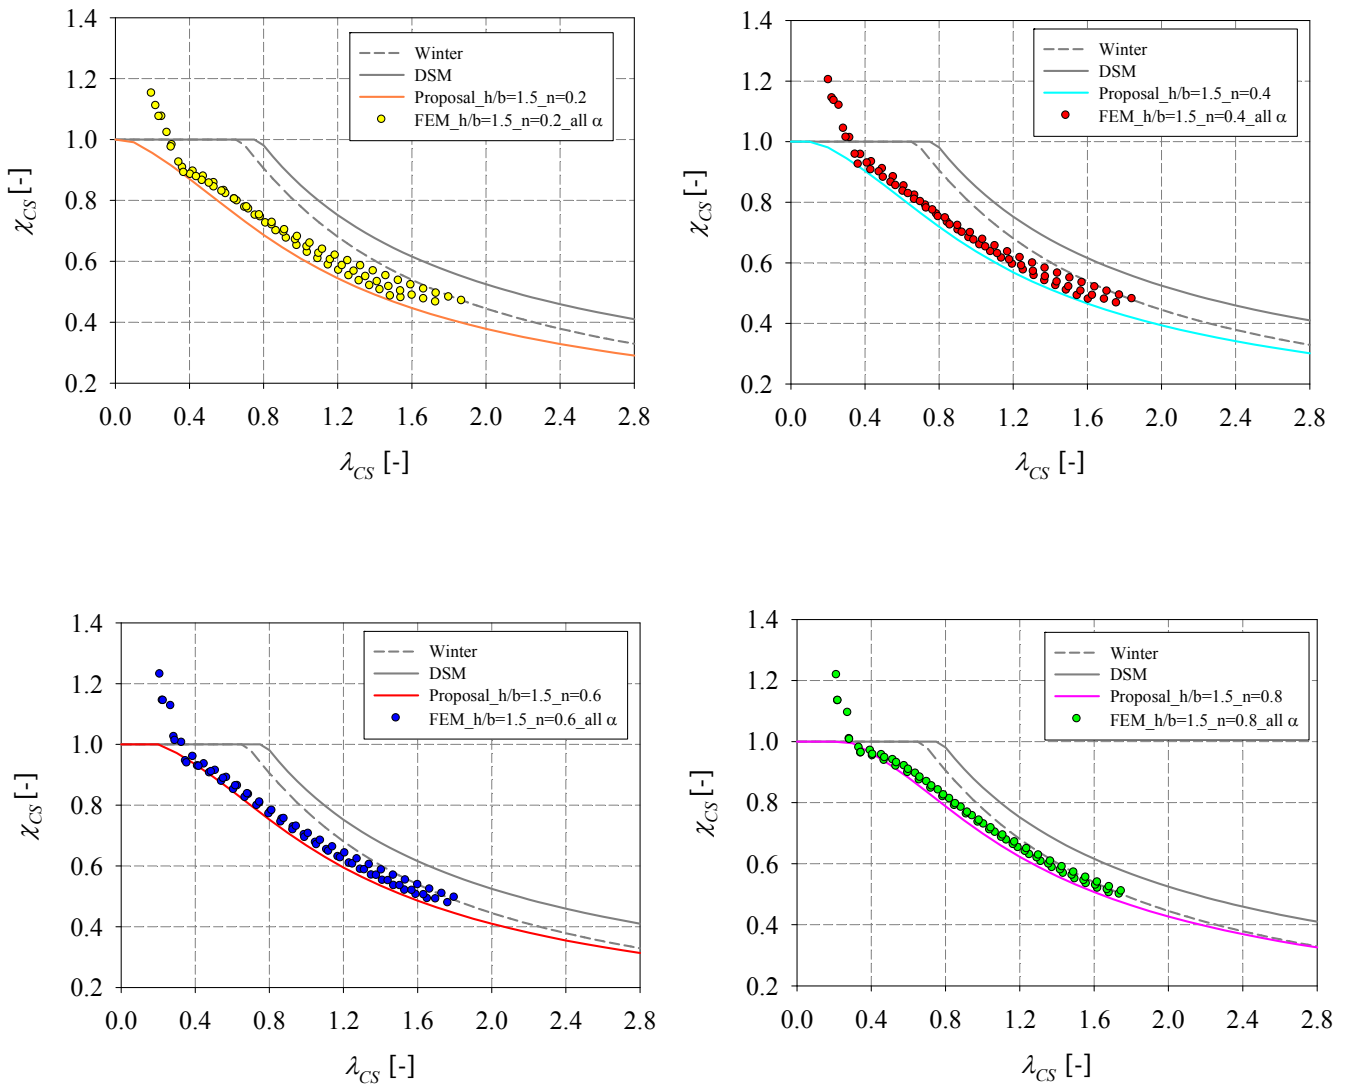 1.4
1.2
1.0
0.8
0.6
0.4
0.2
χCS [-]
0.0 0.4 0.8 1.2 1.6 2.0 2.4 2.8
λCS [-]
Winter
DSM
Proposal_h/b=1.5_n=0.2
FEM_h/b=1.5_n=0.2_all α
1.4
1.2
1.0
0.8
0.6
0.4
0.2
χCS [-]
0.0 0.4 0.8 1.2 1.6 2.0 2.4 2.8
λCS [-]
Winter
DSM
Proposal_h/b=1.5_n=0.4
FEM_h/b=1.5_n=0.4_all α
1.4
1.2
1.0
0.8
0.6
0.4
0.2
χCS [-]
0.0 0.4 0.8 1.2 1.6 2.0 2.4 2.8
λCS [-]
Winter
DSM
Proposal_h/b=1.5_n=0.6
FEM_h/b=1.5_n=0.6_all α
1.4
1.2
1.0
0.8
0.6
0.4
0.2
χCS [-]
0.0 0.4 0.8 1.2 1.6 2.0 2.4 2.8
λCS [-]
Winter
DSM
Proposal_h/b=1.5_n=0.8
FEM_h/b=1.5_n=0.8_all α